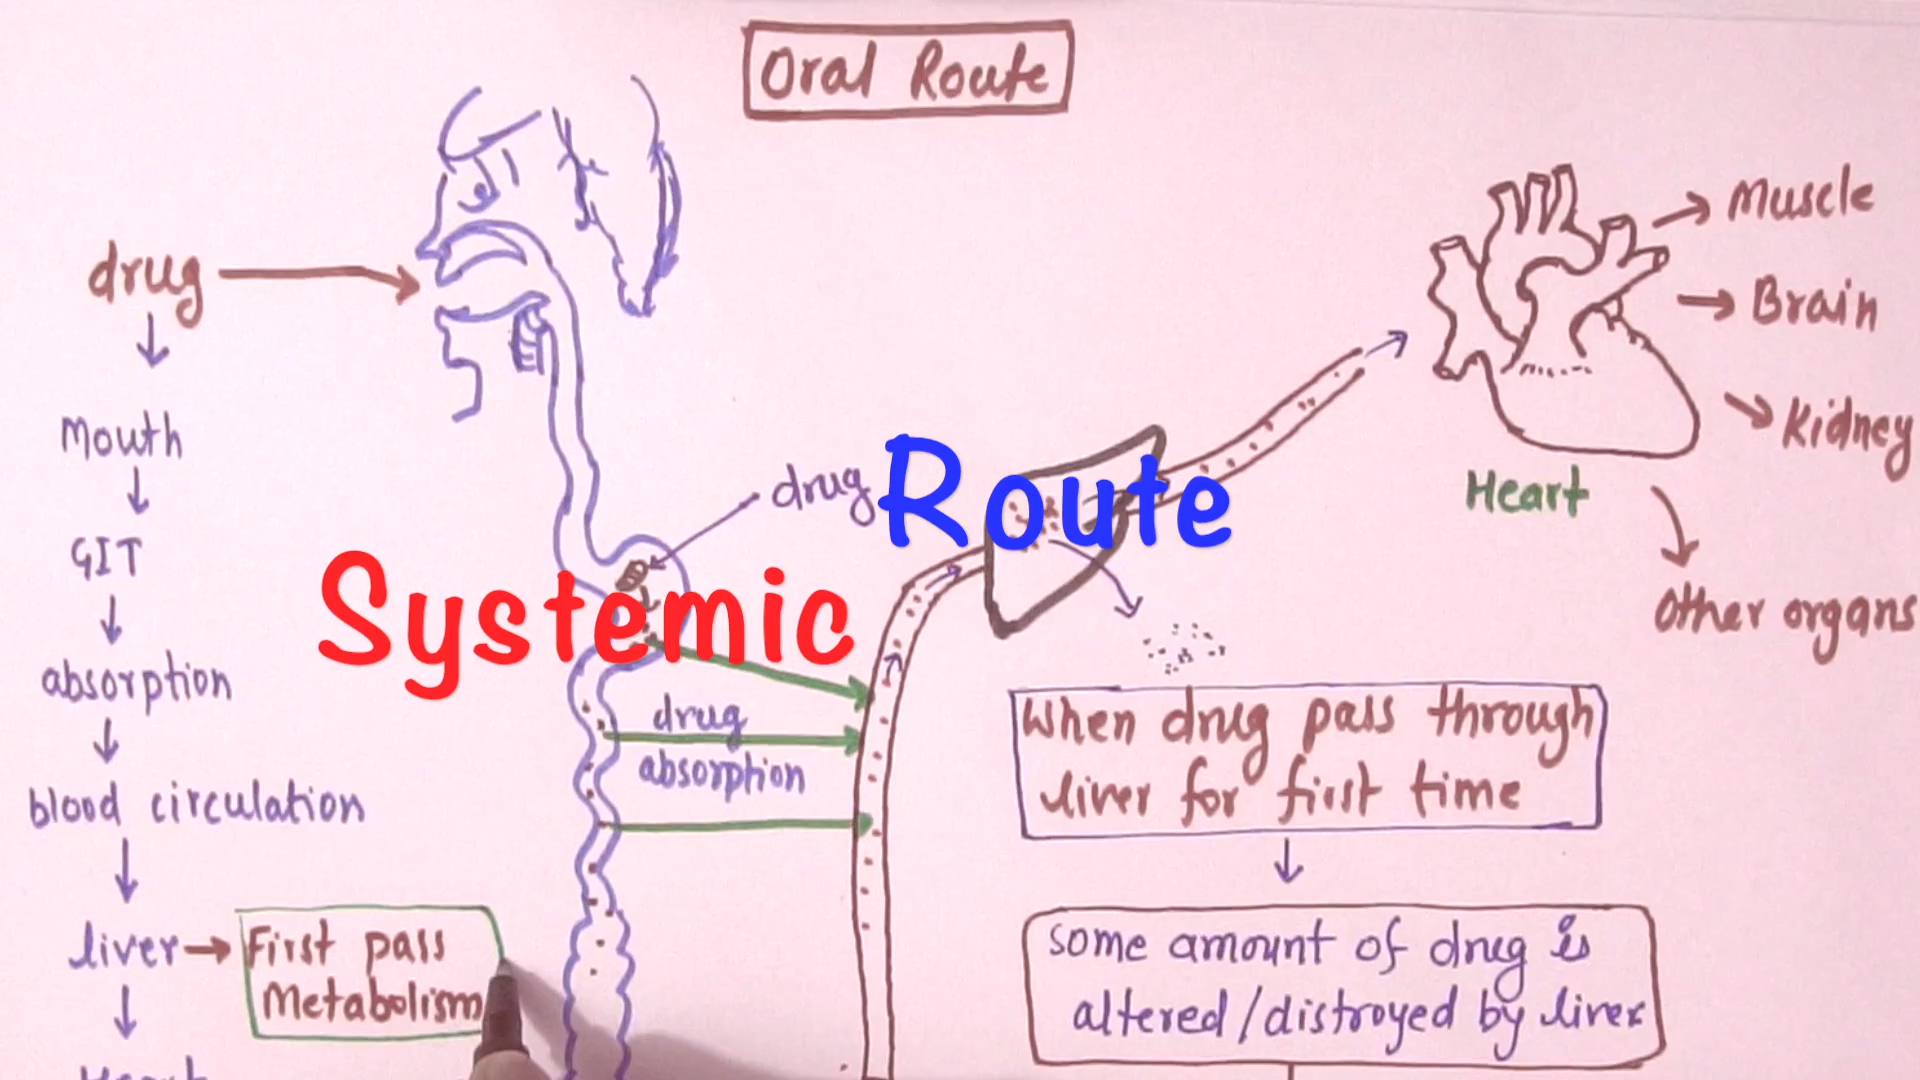 Oral Route
drug
Mouth
GIT
absorption
blood circulation
liver
First pass
Metabolism
Heart
drug
Systemic
Route
drug
absorption
Heart
Muscle
Brain
Kidney
Other organs
When drug pass through
liver for first time
some amount of drug is
altered/distroyed by liver